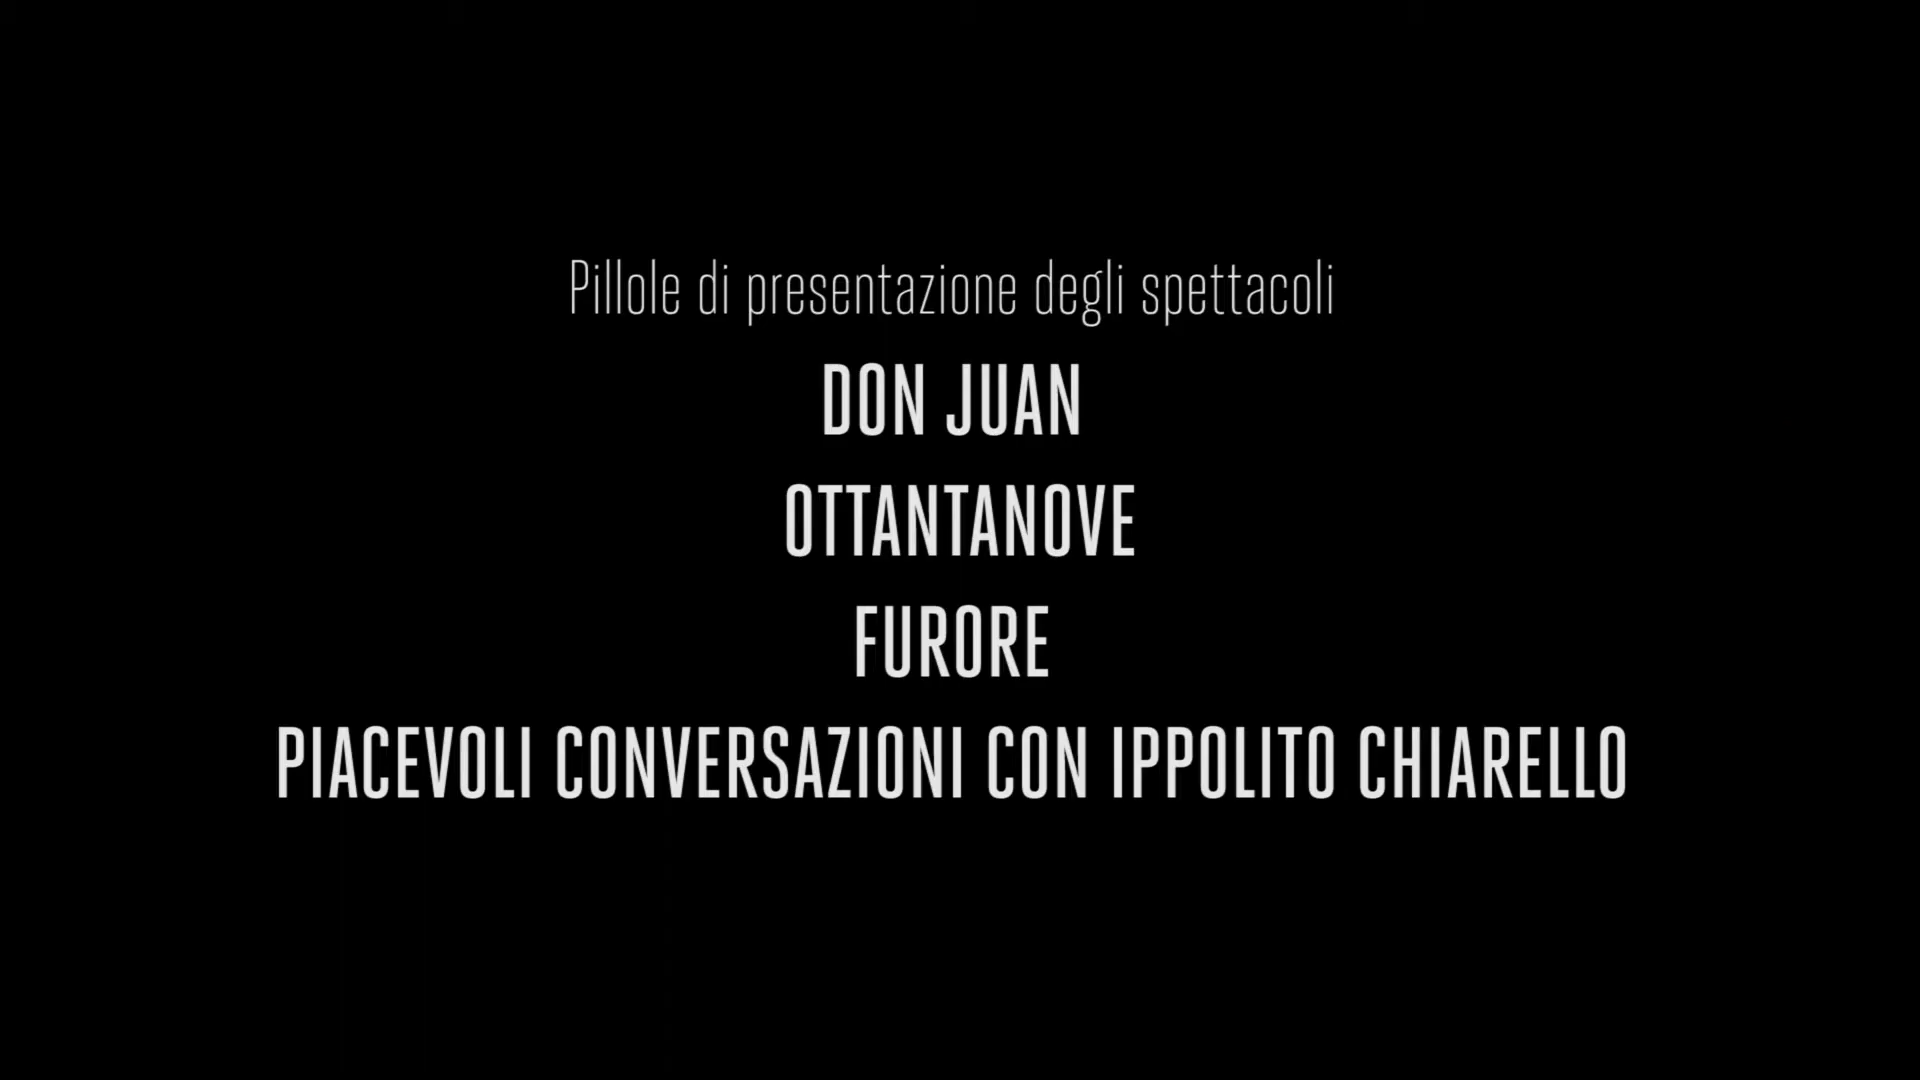 Pillole di presentazione degli spettacoli
DON JUAN
OTTANTANOVE
FURORE
PIACEVOLI CONVERSAZIONI CON IPPOLITO CHIARELLO